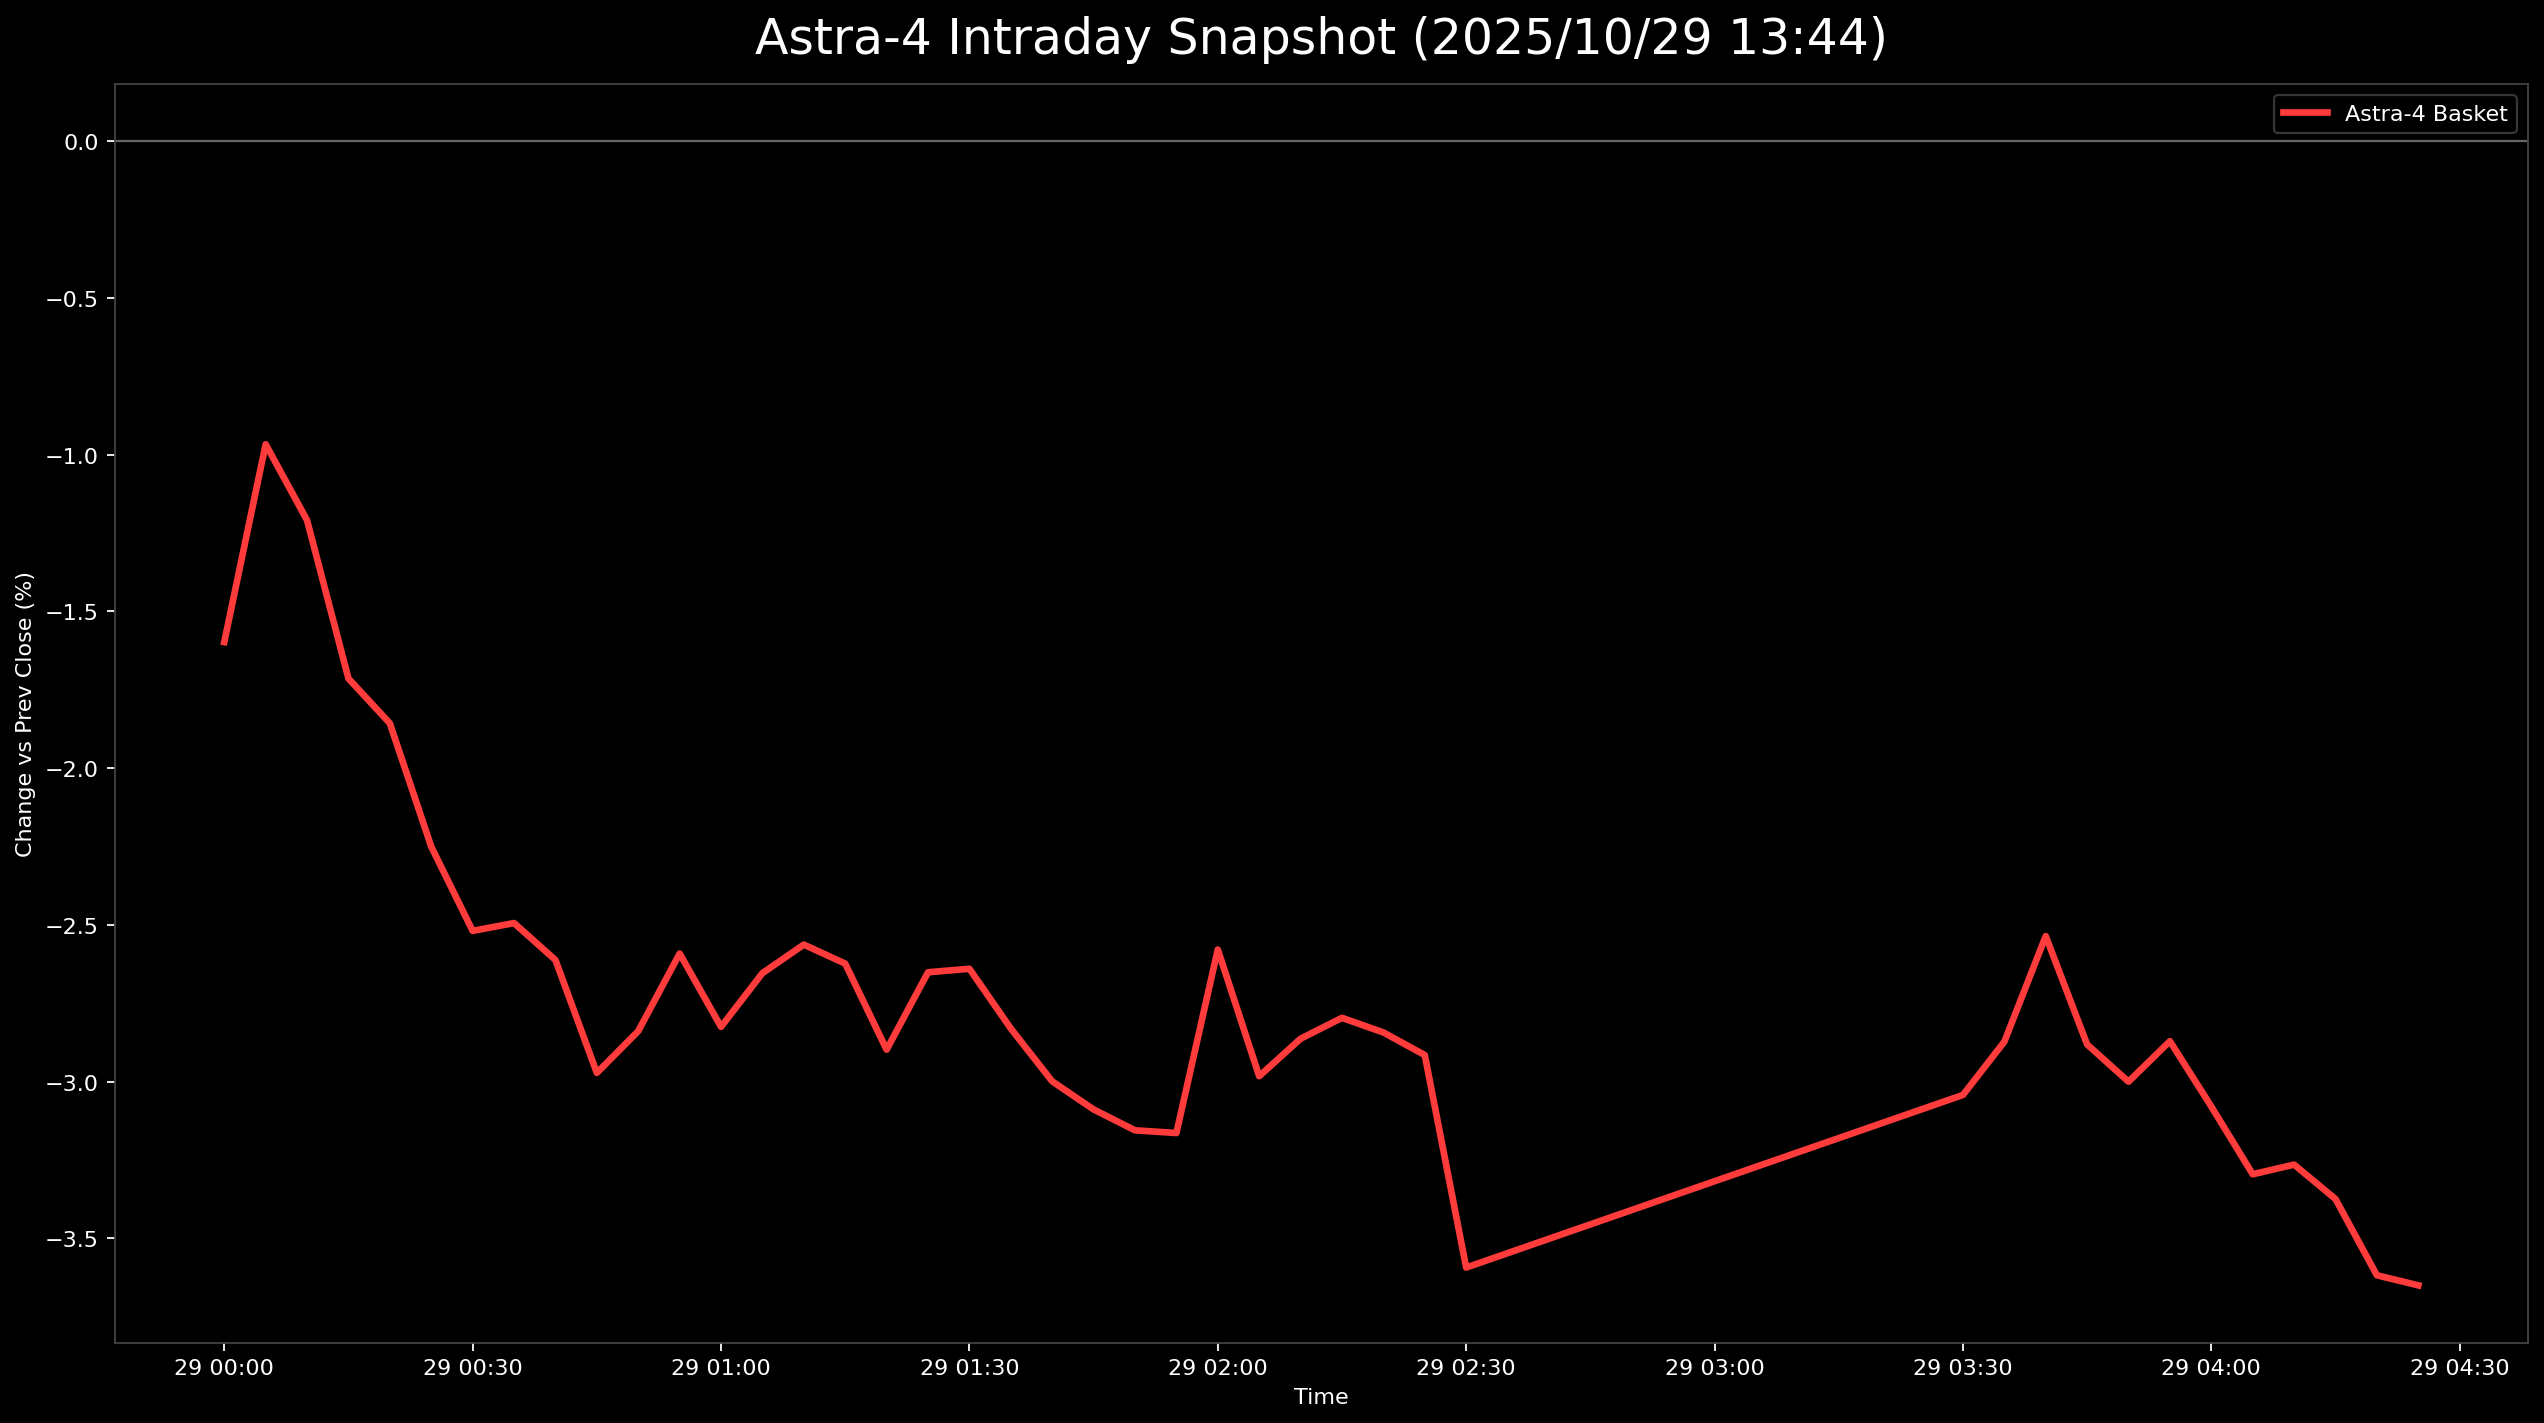 Astra-4 Intraday Snapshot (2025/10/29 13:44)
Astra-4 Basket
0.0
−0.5
−1.0
−1.5
−2.0
−2.5
−3.0
−3.5
Change vs Prev Close (%)
29 00:00 29 00:30 29 01:00 29 01:30 29 02:00 29 02:30 29 03:00 29 03:30 29 04:00 29 04:30
Time